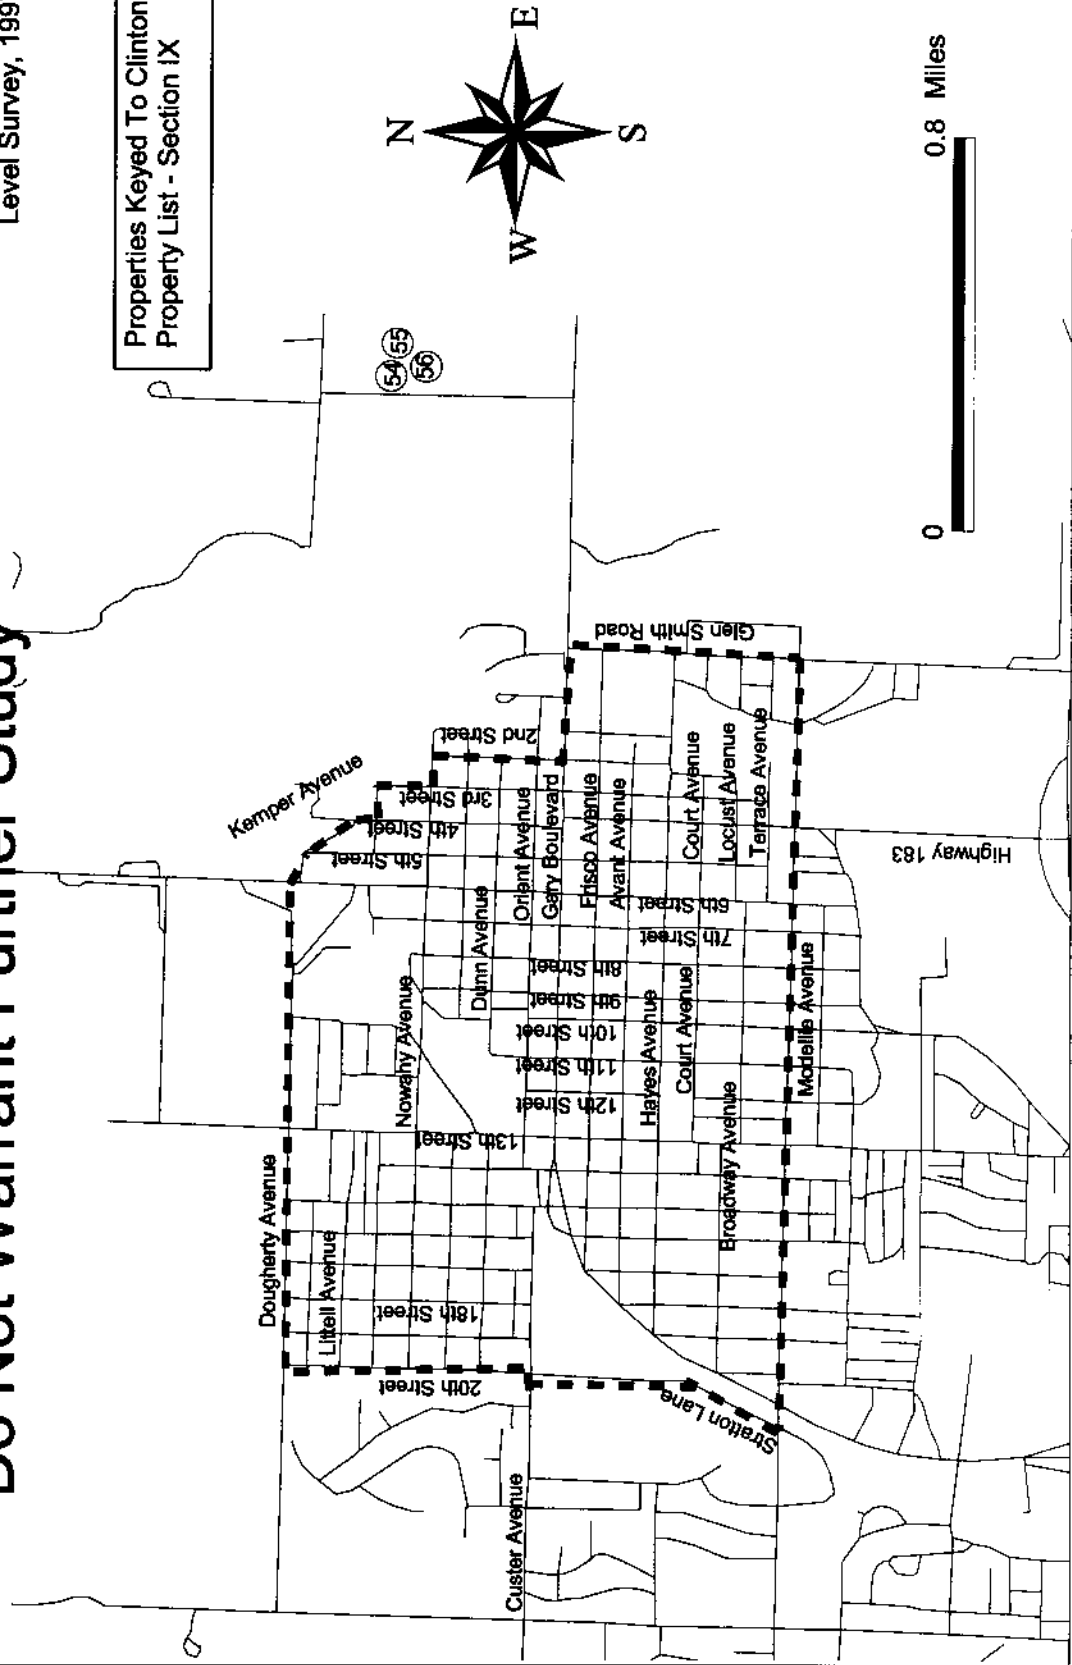 Do Not Warrant Further Study
Level Survey, 199
Properties Keyed To Clinton
Property List - Section IX
N
E
S
W
0
0.8 Miles
54
55
56
Kemper Avenue
2nd Street
3rd Street
4th Street
5th Street
Glen Smith Road
Orient Avenue
Gary Boulevard
Frisco Avenue
Avant Avenue
Court Avenue
Locust Avenue
Terrace Avenue
Highway 183
6th Street
7th Street
8th Street
9th Street
10th Street
11th Street
12th Street
13th Street
Dunn Avenue
Nowahy Avenue
Hayes Avenue
Court Avenue
Modelle Avenue
Broadway Avenue
Dougherty Avenue
Littell Avenue
18th Street
20th Street
Stratton Lane
Custer Avenue